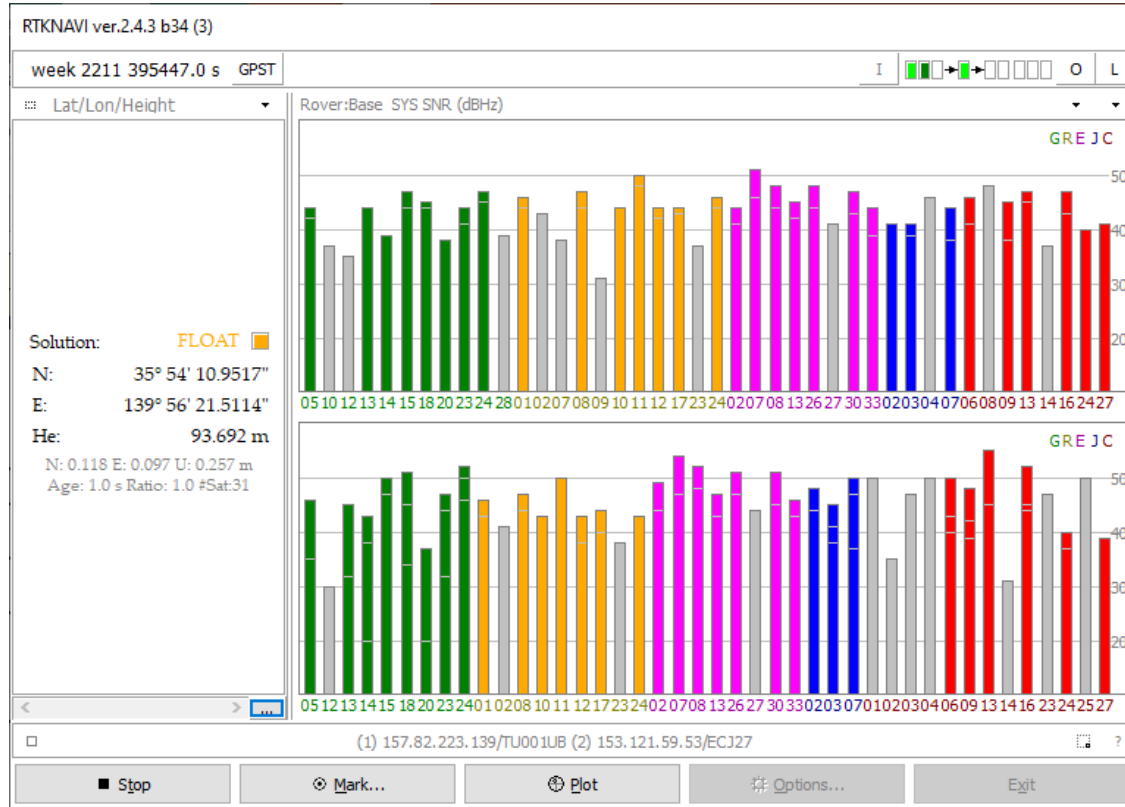 RTKNAVI ver.2.4.3 b34 (3)
week 2211 395447.0 s GPST I O L
Lat/Lon/Height
Rover:Base SYS SNR (dBHz)
G R E J C
50
40
30
20
05 10 12 13 14 15 18 20 23 24 28 01 02 07 08 09 10 11 12 17 23 24 02 07 08 13 26 27 30 33 02 03 04 07 06 08 09 13 14 16 24 27
Solution: FLOAT
N: 35° 54' 10.9517"
E: 139° 56' 21.5114"
He: 93.692 m
N: 0.118 E: 0.097 U: 0.257 m
Age: 1.0 s Ratio: 1.0 #Sat:31
G R E J C
50
40
30
20
05 12 13 14 15 18 20 23 24 01 02 08 10 11 12 17 23 24 02 07 08 13 26 27 30 33 02 03 07 01 02 03 04 06 09 13 14 16 23 24 25 27
...
(1) 157.82.223.139/TU001UB (2) 153.121.59.53/ECJ27 ?
Stop Mark... Plot Options... Exit